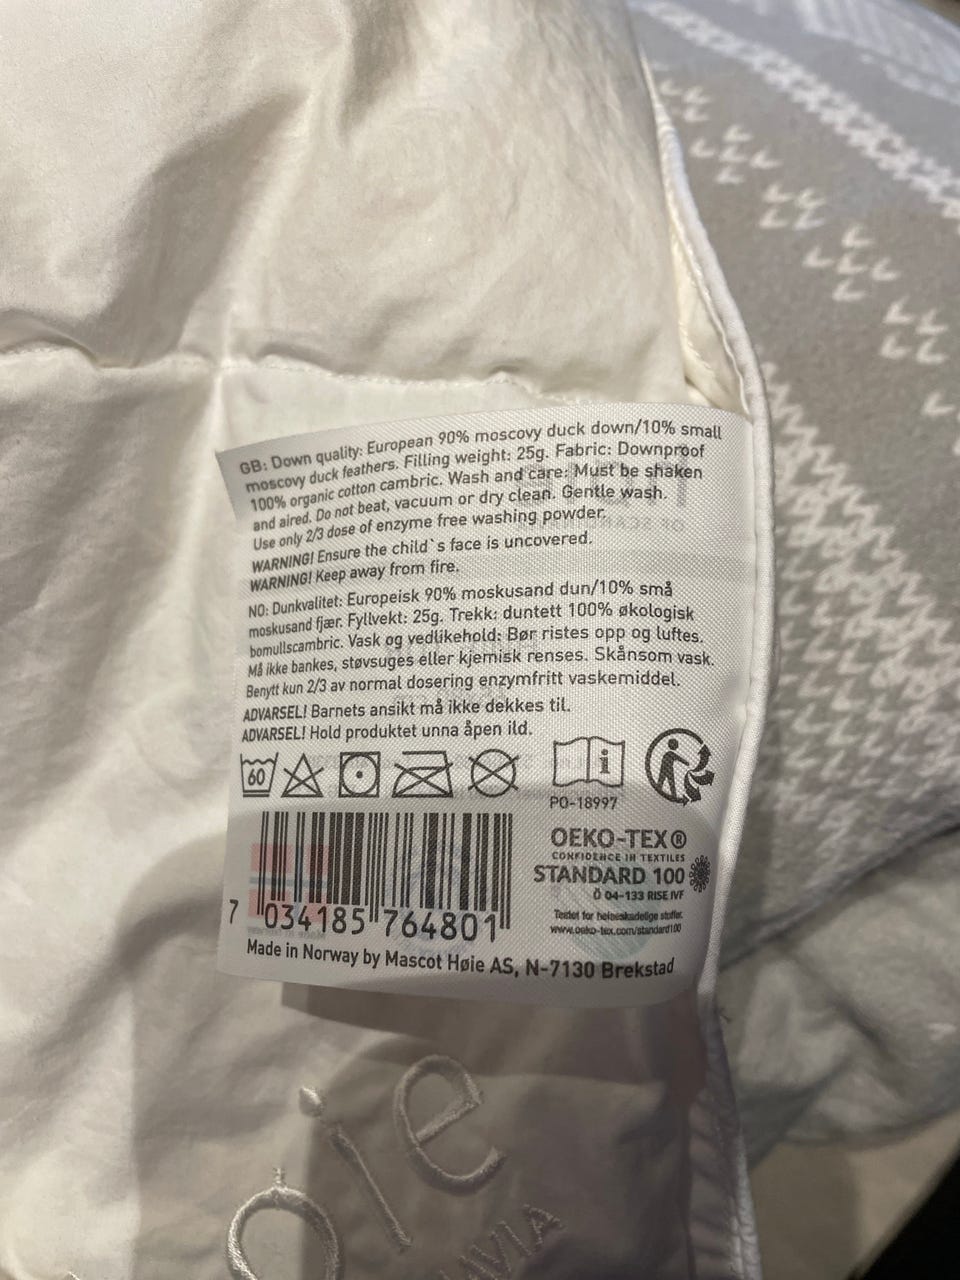 GB: Down quality: European 90% moscovy duck down/10% small
moscovy duck feathers. Filling weight: 25g. Fabric: Downproof
100% organic cotton cambric. Wash and care: Must be shaken
and aired. Do not beat, vacuum or dry clean. Gentle wash.
Use only 2/3 dose of enzyme free washing powder.
WARNING! Ensure the child`s face is uncovered.
WARNING! Keep away from fire.
NO: Dunkvalitet: Europeisk 90% moskusand dun/10% små
moskusand fjær. Fyllvekt: 25g. Trekk: duntett 100% økologisk
bomullscambric. Vask og vedlikehold: Bør ristes opp og luftes.
Må ikke bankes, støvsuges eller kjemisk renses. Skånsom vask.
Benytt kun 2/3 av normal dosering enzymfritt vaskemiddel.
ADVARSEL! Barnets ansikt må ikke dekkes til.
ADVARSEL! Hold produktet unna åpen ild.
60
i
PO-18997
OEKO-TEX®
CONFIDENCE IN TEXTILES
STANDARD 100
Ö 04-133 RISE IVF
Testet for helseskadelige stoffer.
www.oeko-tex.com/standard100
7 034185 764801
Made in Norway by Mascot Høie AS, N-7130 Brekstad
øie